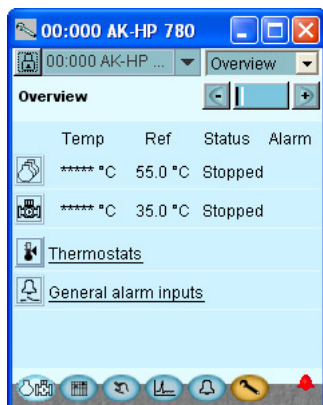 00:000 AK-HP 780
00:000 AK-HP ... Overview
Overview
Temp Ref Status Alarm
***** °C 55.0 °C Stopped
***** °C 35.0 °C Stopped
Thermostats
General alarm inputs